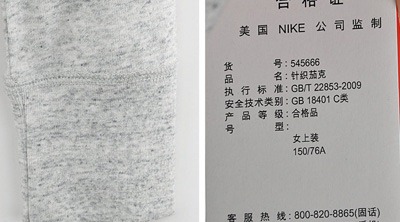 合格证
美国 NIKE 公司监制
货号:545666
品名:针织茄克
执行标准:GB/T 22853-2009
安全技术类别:GB 18401 C类
产品等级:合格品
号型:
女上装
150/76A
客服热线:800-820-8865(固话)